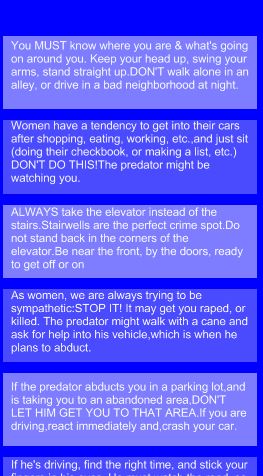 You MUST know where you are & what's going
on around you. Keep your head up, swing your
arms, stand straight up.DON'T walk alone in an
alley, or drive in a bad neighborhood at night.
Women have a tendency to get into their cars
after shopping, eating, working, etc.,and just sit
(doing their checkbook, or making a list, etc.)
DON'T DO THIS!The predator might be
watching you.
ALWAYS take the elevator instead of the
stairs.Stairwells are the perfect crime spot.Do
not stand back in the corners of the
elevator.Be near the front, by the doors, ready
to get off or on
As women, we are always trying to be
sympathetic:STOP IT! It may get you raped, or
killed. The predator might walk with a cane and
ask for help into his vehicle,which is when he
plans to abduct.
If the predator abducts you in a parking lot,and
is taking you to an abandoned area,DON'T
LET HIM GET YOU TO THAT AREA.If you are
driving,react immediately and,crash your car.
If he's driving, find the right time, and stick your